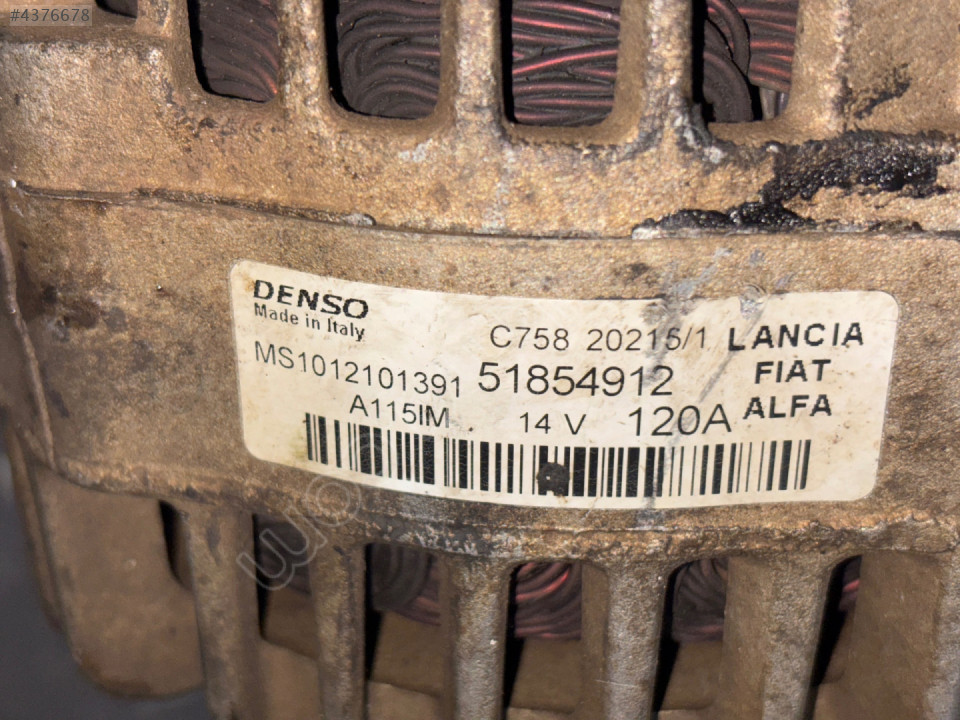 #4376678
DENSO
Made in Italy
C758 20215/1 LANCIA
MS1012101391 51854912 FIAT
A115IM. 14 V 120A ALFA